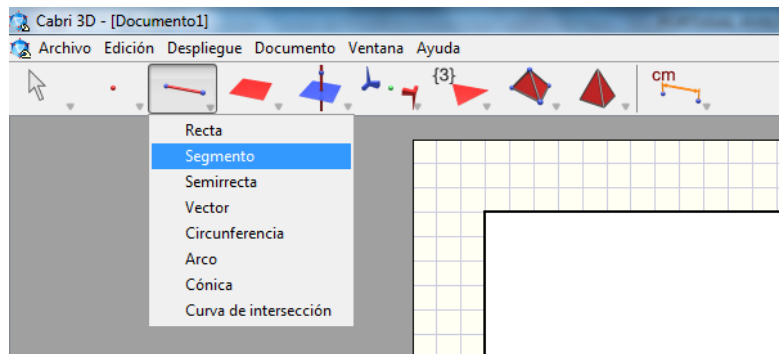 Cabri 3D - [Documento1]
Archivo Edición Despliegue Documento Ventana Ayuda
{3} cm
Recta
Segmento
Semirrecta
Vector
Circunferencia
Arco
Cónica
Curva de intersección